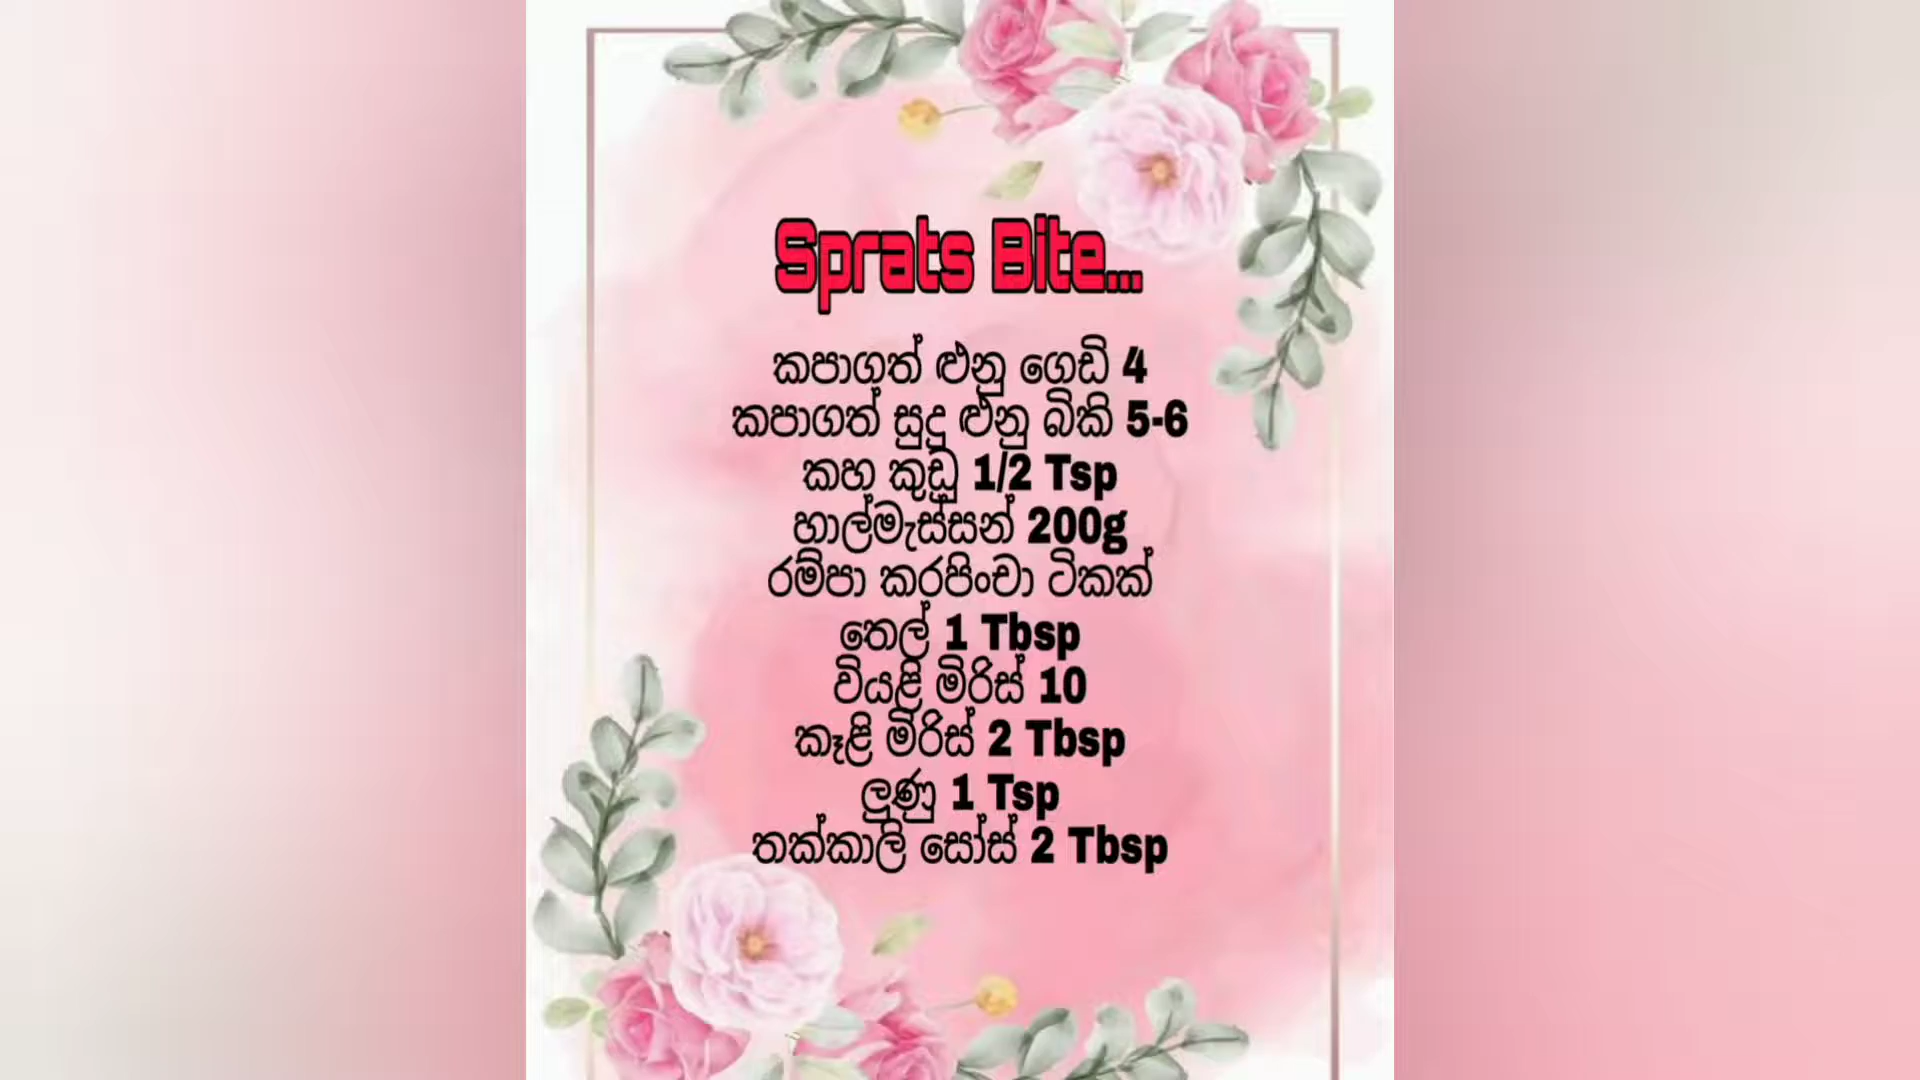 Sprats Bite...
කපාගත් ළූනු ගෙඩි 4
කපාගත් සුදු ළූනු බික් 5-6
කහ කුඩු 1/2 Tsp
හාල්මැස්සන් 200g
රම්පා කරපිංචා ටිකක්
තෙල් 1 Tbsp
වියළි මිරිස් 10
කෑළි මිරිස් 2 Tbsp
ලුණු 1 Tsp
තක්කාලි සෝස් 2 Tbsp